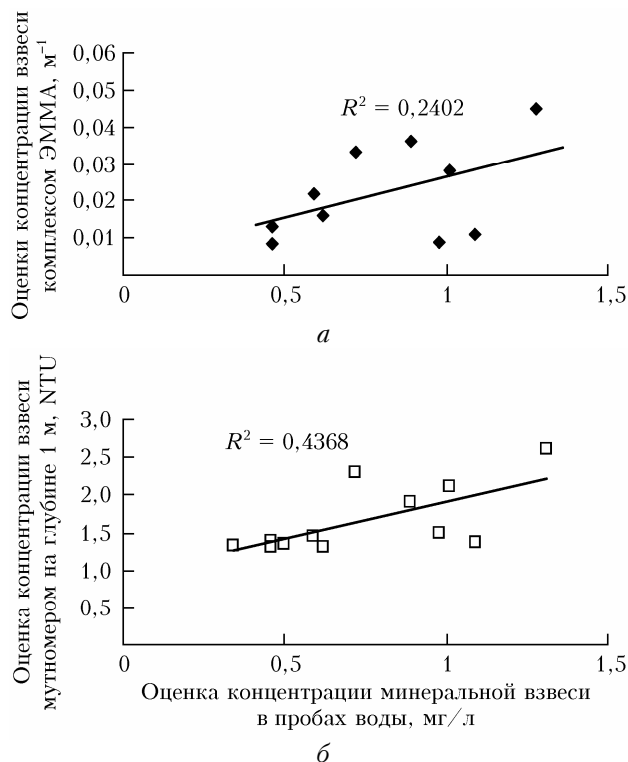 Оценки концентрации взвеси
комплексом ЭММА, м⁻¹
0,06
0,05
R² = 0,2402
0,04
0,03
0,02
0,01
0 0,5 1 1,5
а
Оценка концентрации взвеси
мутномером на глубине 1 м, NTU
3,0
R² = 0,4368
2,5
2,0
1,5
1,0
0,5
0 0,5 1 1,5
Оценка концентрации минеральной взвеси
в пробах воды, мг/л
б